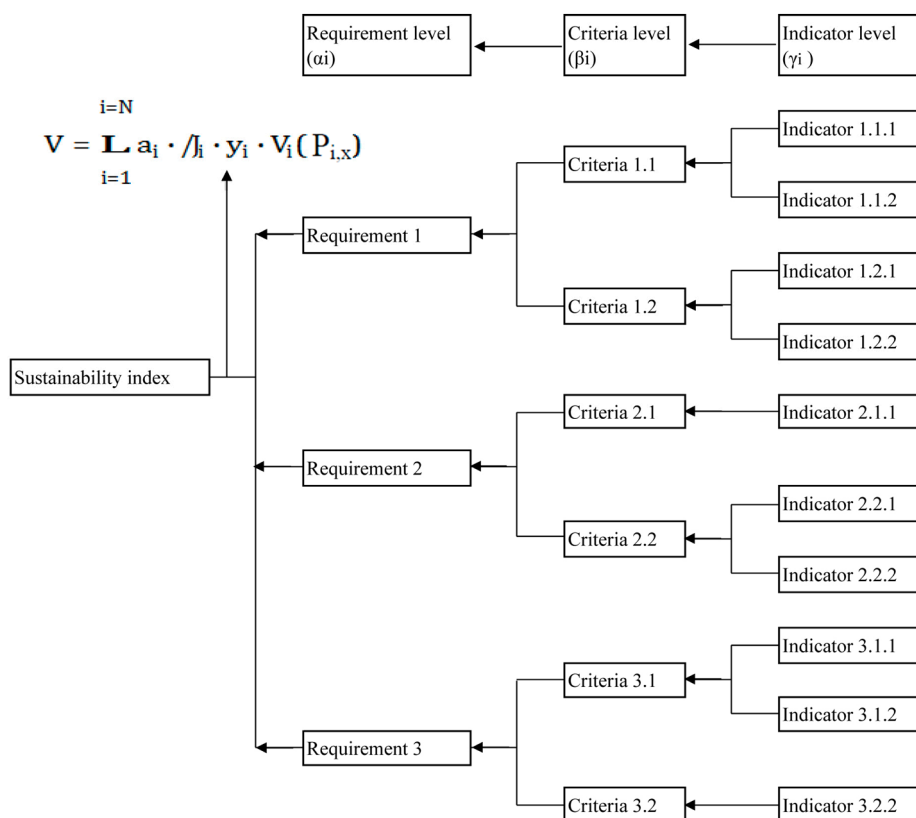 Requirement level
(αi)
Criteria level
(βi)
Indicator level
(γi )
i=N
V = L aᵢ · /Jᵢ · yᵢ · Vᵢ(Pᵢ,ₓ)
i=1
Indicator 1.1.1
Criteria 1.1
Indicator 1.1.2
Requirement 1
Indicator 1.2.1
Criteria 1.2
Indicator 1.2.2
Sustainability index
Criteria 2.1
Indicator 2.1.1
Requirement 2
Indicator 2.2.1
Criteria 2.2
Indicator 2.2.2
Indicator 3.1.1
Criteria 3.1
Indicator 3.1.2
Requirement 3
Criteria 3.2
Indicator 3.2.2